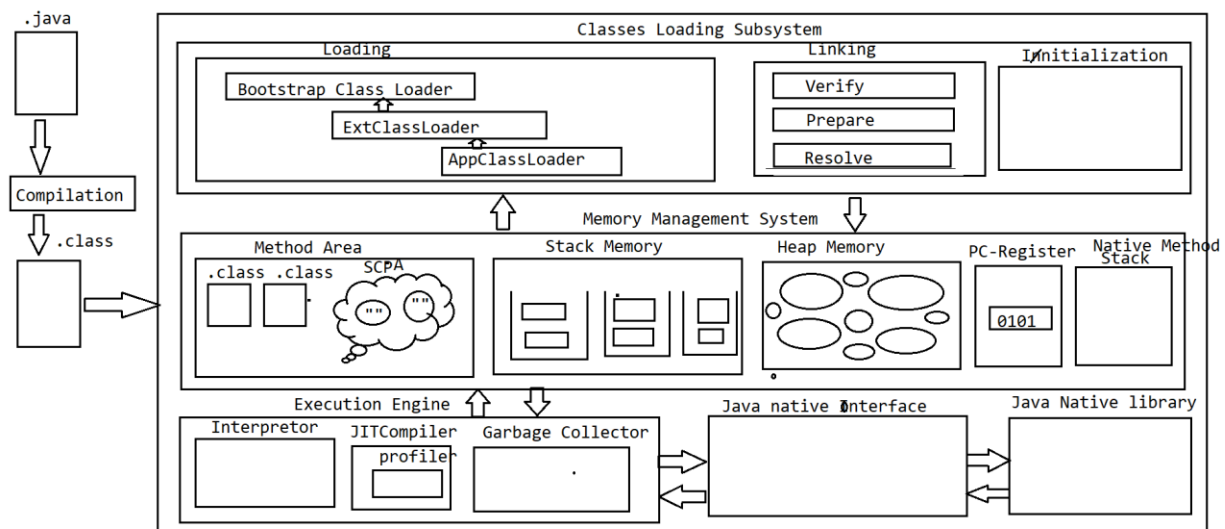 .java
Compilation
.class
Classes Loading Subsystem
Loading
Bootstrap Class Loader
ExtClassLoader
AppClassLoader
Linking
Verify
Prepare
Resolve
Innitialization
Memory Management System
Method Area
.class .class
SCPA
"" ""
Stack Memory
Heap Memory
PC-Register
0101
Native Method
Stack
Execution Engine
Interpretor
JITCompiler
profiler
Garbage Collector
Java native Interface
Java Native library